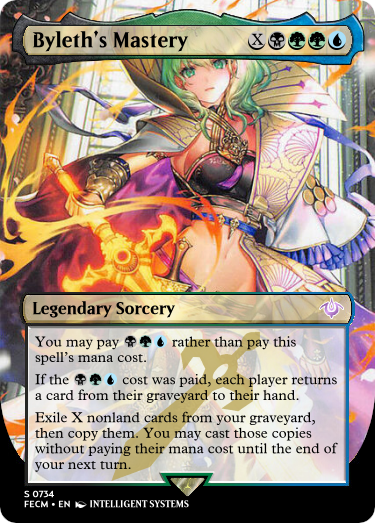 Byleth's Mastery X
Legendary Sorcery
You may pay rather than pay this
spell's mana cost.
If the cost was paid, each player returns
a card from their graveyard to their hand.
Exile X nonland cards from your graveyard,
then copy them. You may cast those copies
without paying their mana cost until the end of
your next turn.
S 0734
FECM • EN INTELLIGENT SYSTEMS